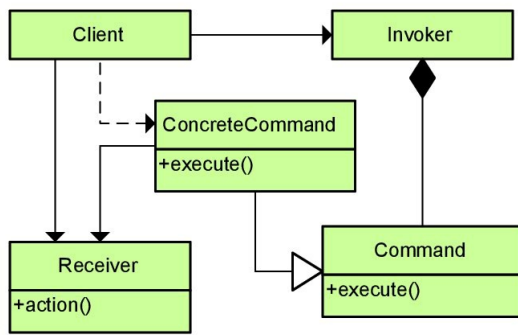 Client
Invoker
ConcreteCommand
+execute()
Receiver
+action()
Command
+execute()